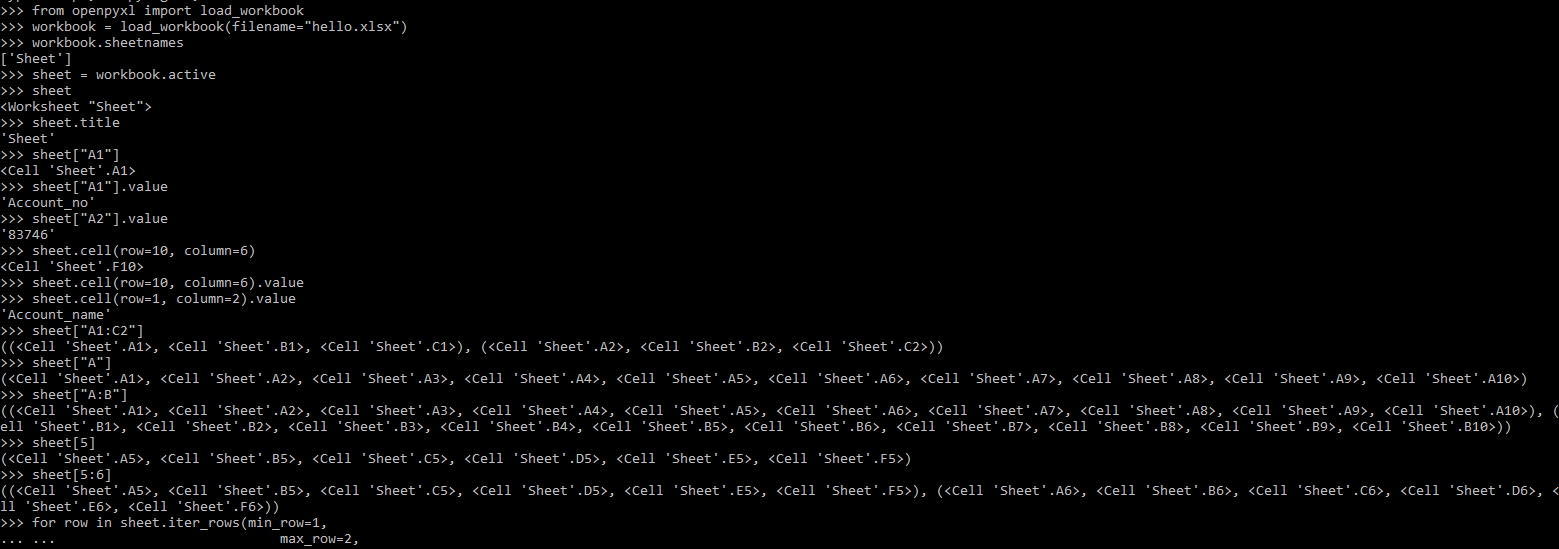 >>> from openpyxl import load_workbook
>>> workbook = load_workbook(filename="hello.xlsx")
>>> workbook.sheetnames
['Sheet']
>>> sheet = workbook.active
>>> sheet
<Worksheet "Sheet">
>>> sheet.title
'Sheet'
>>> sheet["A1"]
<Cell 'Sheet'.A1>
>>> sheet["A1"].value
'Account_no'
>>> sheet["A2"].value
'83746'
>>> sheet.cell(row=10, column=6)
<Cell 'Sheet'.F10>
>>> sheet.cell(row=10, column=6).value
>>> sheet.cell(row=1, column=2).value
'Account_name'
>>> sheet["A1:C2"]
((<Cell 'Sheet'.A1>, <Cell 'Sheet'.B1>, <Cell 'Sheet'.C1>), (<Cell 'Sheet'.A2>, <Cell 'Sheet'.B2>, <Cell 'Sheet'.C2>))
>>> sheet["A"]
(<Cell 'Sheet'.A1>, <Cell 'Sheet'.A2>, <Cell 'Sheet'.A3>, <Cell 'Sheet'.A4>, <Cell 'Sheet'.A5>, <Cell 'Sheet'.A6>, <Cell 'Sheet'.A7>, <Cell 'Sheet'.A8>, <Cell 'Sheet'.A9>, <Cell 'Sheet'.A10>)
>>> sheet["A:B"]
((<Cell 'Sheet'.A1>, <Cell 'Sheet'.A2>, <Cell 'Sheet'.A3>, <Cell 'Sheet'.A4>, <Cell 'Sheet'.A5>, <Cell 'Sheet'.A6>, <Cell 'Sheet'.A7>, <Cell 'Sheet'.A8>, <Cell 'Sheet'.A9>, <Cell 'Sheet'.A10>), (
ell 'Sheet'.B1>, <Cell 'Sheet'.B2>, <Cell 'Sheet'.B3>, <Cell 'Sheet'.B4>, <Cell 'Sheet'.B5>, <Cell 'Sheet'.B6>, <Cell 'Sheet'.B7>, <Cell 'Sheet'.B8>, <Cell 'Sheet'.B9>, <Cell 'Sheet'.B10>))
>>> sheet[5]
(<Cell 'Sheet'.A5>, <Cell 'Sheet'.B5>, <Cell 'Sheet'.C5>, <Cell 'Sheet'.D5>, <Cell 'Sheet'.E5>, <Cell 'Sheet'.F5>)
>>> sheet[5:6]
((<Cell 'Sheet'.A5>, <Cell 'Sheet'.B5>, <Cell 'Sheet'.C5>, <Cell 'Sheet'.D5>, <Cell 'Sheet'.E5>, <Cell 'Sheet'.F5>), (<Cell 'Sheet'.A6>, <Cell 'Sheet'.B6>, <Cell 'Sheet'.C6>, <Cell 'Sheet'.D6>, <
ll 'Sheet'.E6>, <Cell 'Sheet'.F6>))
>>> for row in sheet.iter_rows(min_row=1,
... ...                            max_row=2,